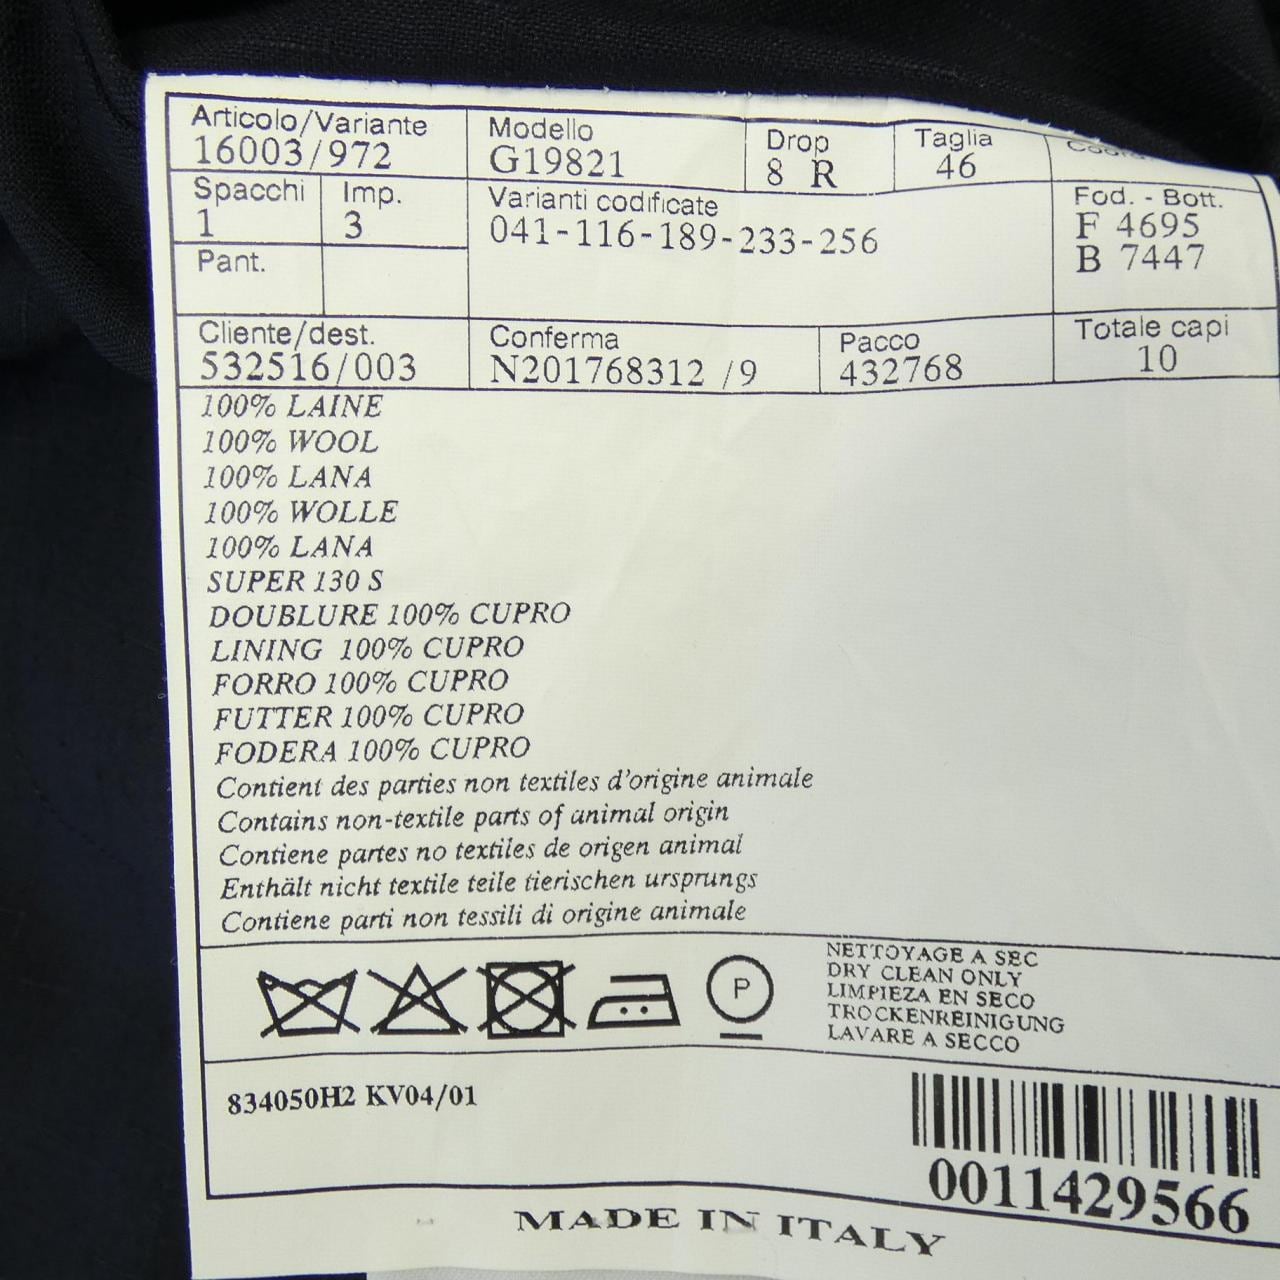 Articolo/Variante
16003/972
Modello
G19821
Drop
8 R
Taglia
46
Spacchi
1
Imp.
3
Varianti codificate
041-116-189-233-256
Fod. - Bott.
F 4695
B 7447
Pant.
Cliente/dest.
532516/003
Conferma
N201768312 /9
Pacco
432768
Totale capi
10
100% LAINE
100% WOOL
100% LANA
100% WOLLE
100% LANA
SUPER 130 S
DOUBLURE 100% CUPRO
LINING 100% CUPRO
FORRO 100% CUPRO
FUTTER 100% CUPRO
FODERA 100% CUPRO
Contient des parties non textiles d'origine animale
Contains non-textile parts of animal origin
Contiene partes no textiles de origen animal
Enthält nicht textile teile tierischen ursprungs
Contiene parti non tessili di origine animale
P
NETTOYAGE A SEC
DRY CLEAN ONLY
LIMPIEZA EN SECO
TROCKENREINIGUNG
LAVARE A SECCO
834050H2 KV04/01
0011429566
MADE IN ITALY